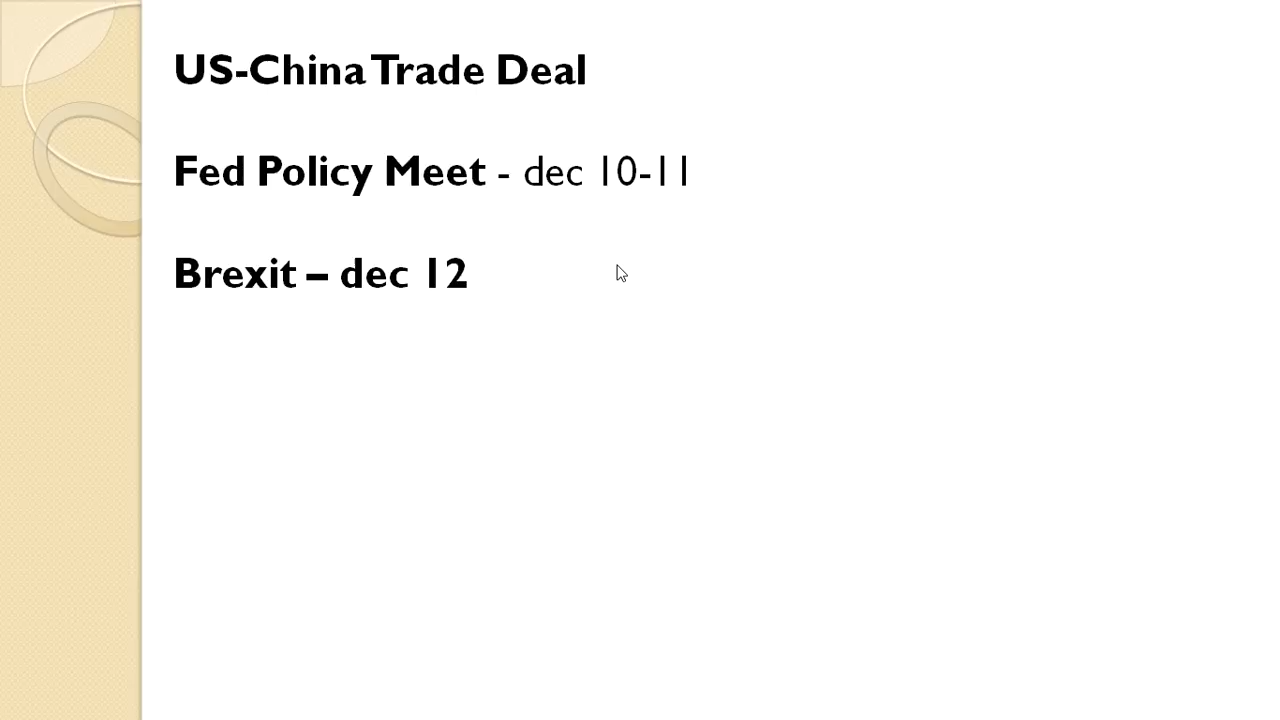 US-China Trade Deal
Fed Policy Meet - dec 10-11
Brexit – dec 12